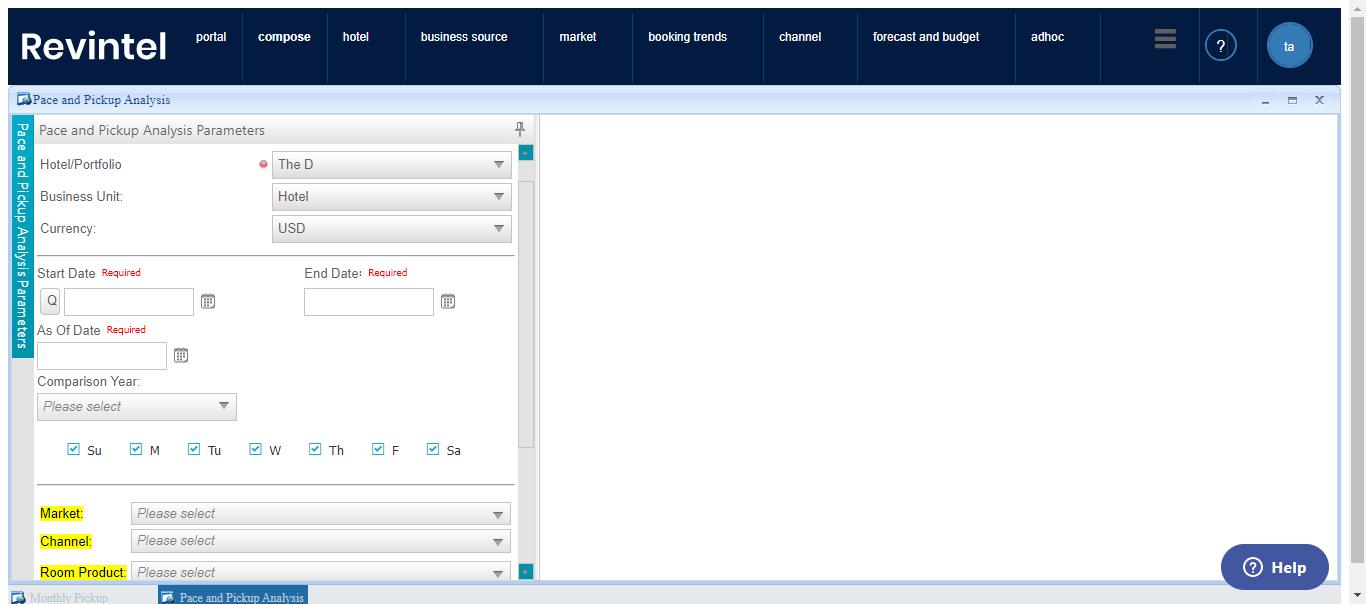 Revintel portal compose hotel business source market booking trends channel forecast and budget adhoc ? ta
Pace and Pickup Analysis
Pace and Pickup Analysis Parameters
Pace and Pickup Analysis Parameters
Hotel/Portfolio The D
Business Unit: Hotel
Currency: USD
Start Date Required End Date: Required
Q
As Of Date Required
Comparison Year:
Please select
Su M Tu W Th F Sa
Market: Please select
Channel: Please select
Room Product: Please select
? Help
Monthly Pickup Pace and Pickup Analysis